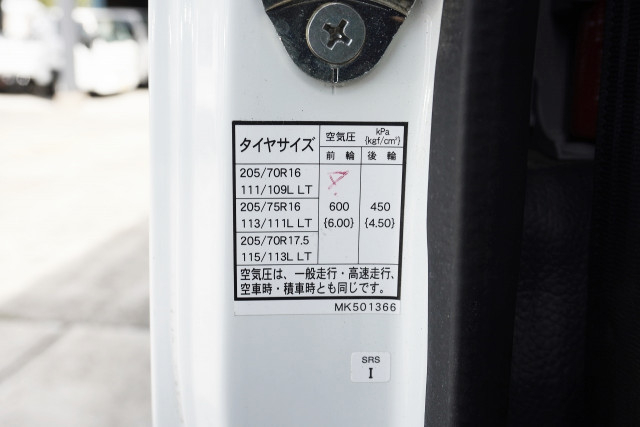 タイヤサイズ 空気圧 kPa {kgf/cm²}
前輪 後輪
205/70R16
111/109L LT
205/75R16 600 450
113/111L LT {6.00} {4.50}
205/70R17.5
115/113L LT
空気圧は、一般走行・高速走行、
空車時・積車時とも同じです。
MK501366
SRS
I